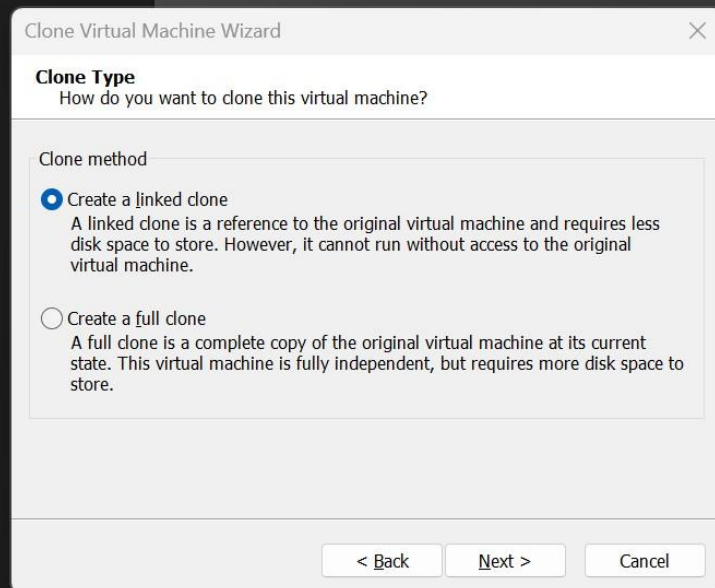 Clone Virtual Machine Wizard
Clone Type
How do you want to clone this virtual machine?
Clone method
Create a linked clone
A linked clone is a reference to the original virtual machine and requires less
disk space to store. However, it cannot run without access to the original
virtual machine.
Create a full clone
A full clone is a complete copy of the original virtual machine at its current
state. This virtual machine is fully independent, but requires more disk space to
store.
< Back Next > Cancel